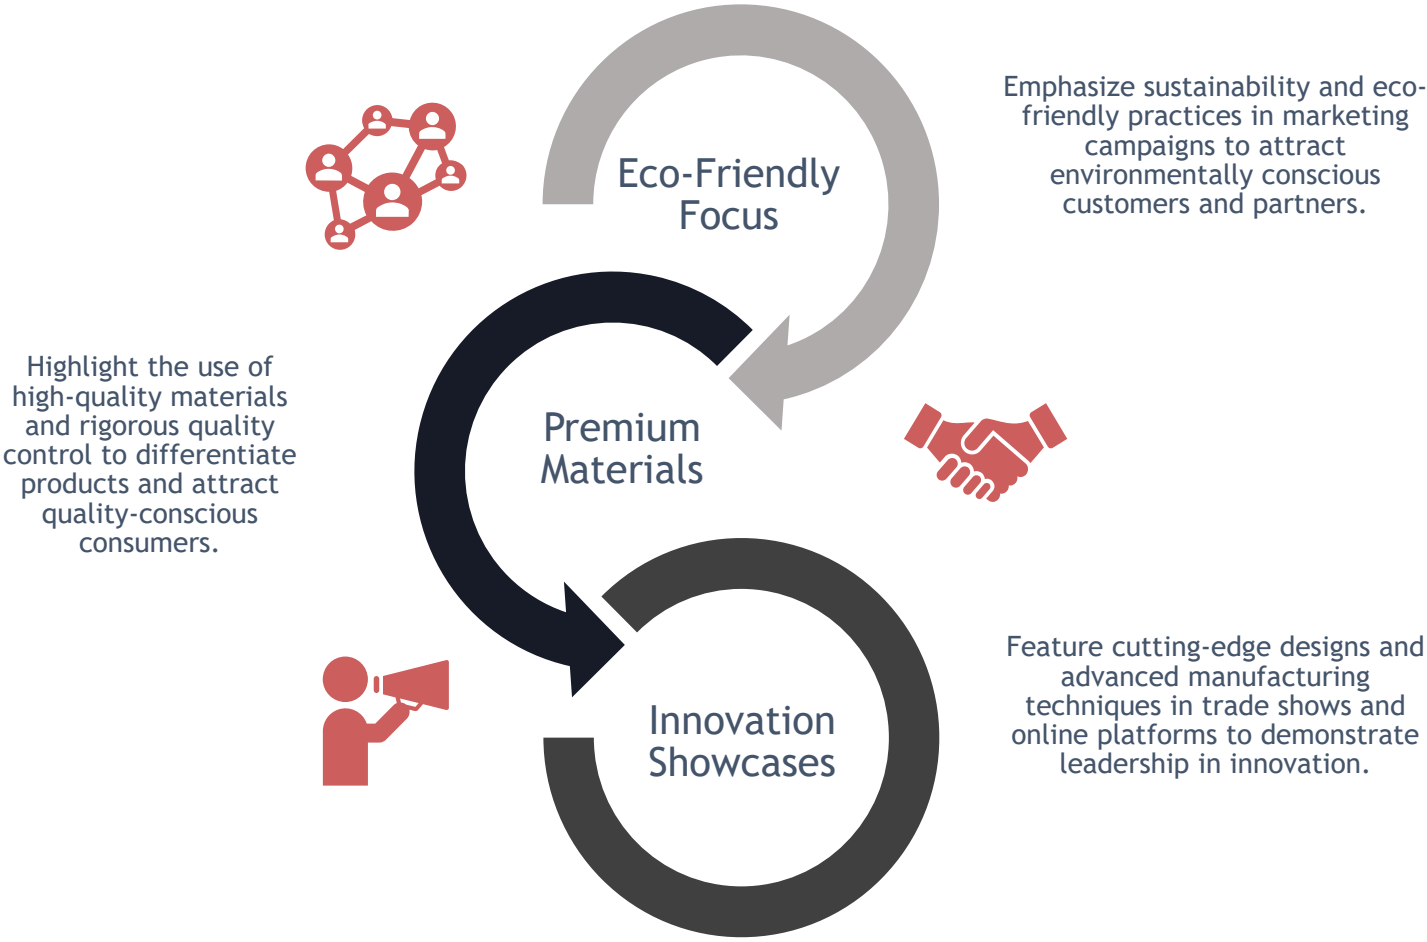 Eco-Friendly
Focus
Emphasize sustainability and eco-
friendly practices in marketing
campaigns to attract
environmentally conscious
customers and partners.
Highlight the use of
high-quality materials
and rigorous quality
control to differentiate
products and attract
quality-conscious
consumers.
Premium
Materials
Innovation
Showcases
Feature cutting-edge designs and
advanced manufacturing
techniques in trade shows and
online platforms to demonstrate
leadership in innovation.